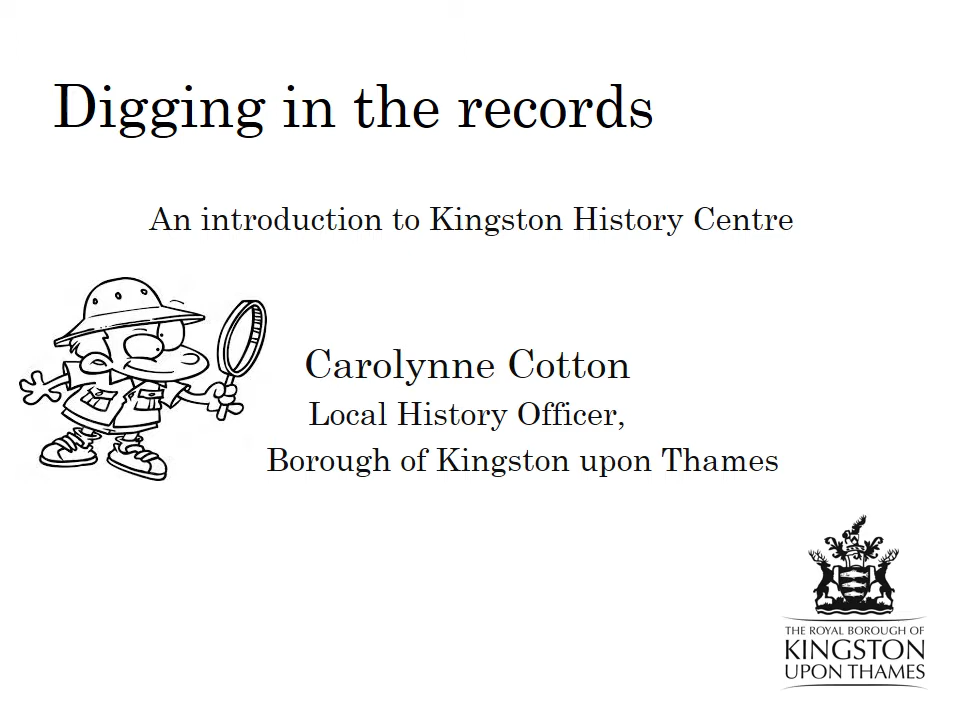 Digging in the records
An introduction to Kingston History Centre
Carolynne Cotton
Local History Officer,
Borough of Kingston upon Thames
THE ROYAL BOROUGH OF
KINGSTON
UPON THAMES